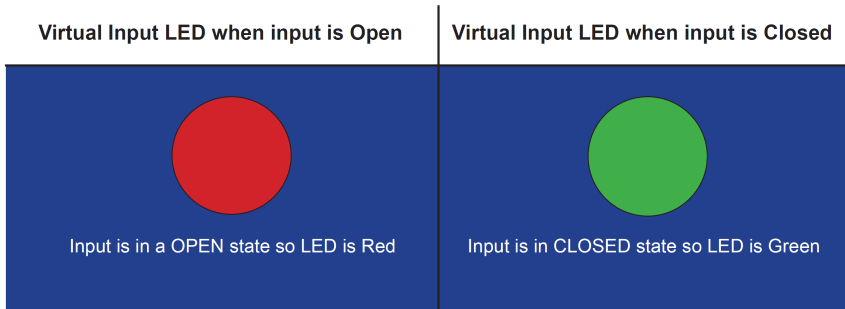 Virtual Input LED when input is Open
Virtual Input LED when input is Closed
Input is in a OPEN state so LED is Red
Input is in CLOSED state so LED is Green